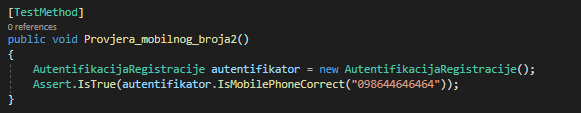 [TestMethod]
0 references
public void Provjera_mobilnog_broja2()
{
AutentifikacijaRegistracije autentifikator = new AutentifikacijaRegistracije();
Assert.IsTrue(autentifikator.IsMobilePhoneCorrect("098644646464"));
}